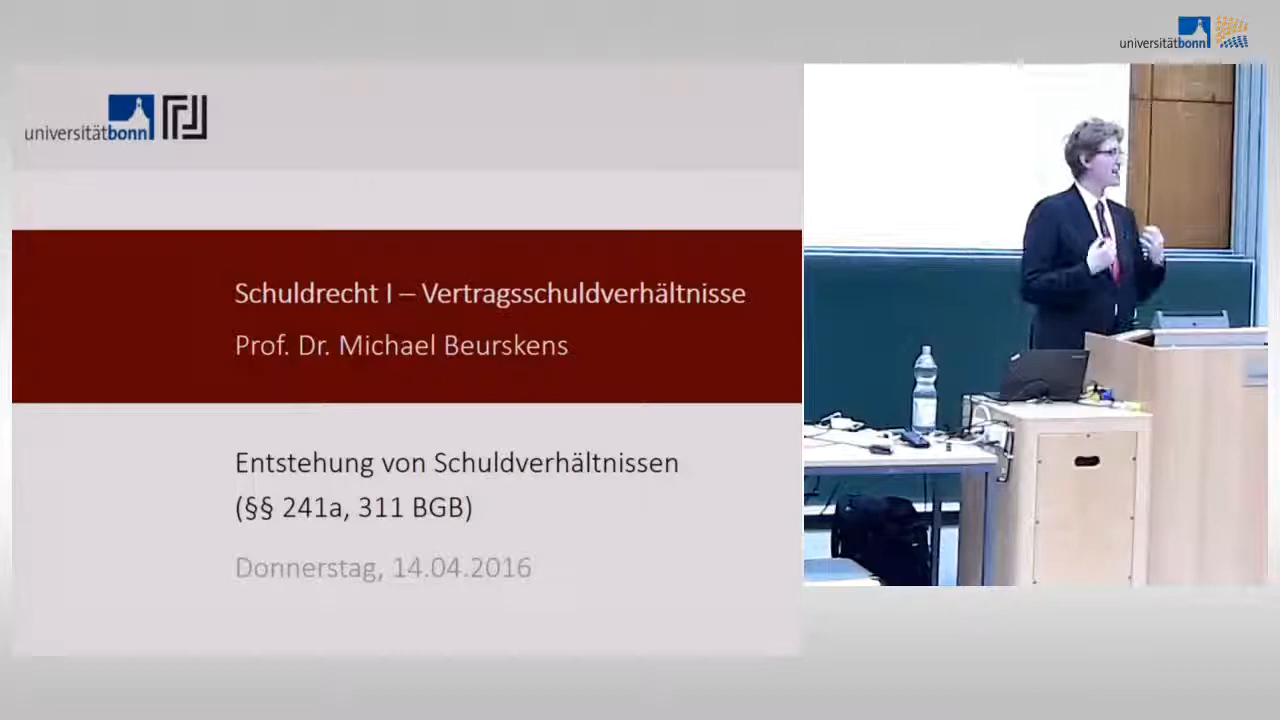 universitätbonn
universitätbonn
Schuldrecht I – Vertragsschuldverhältnisse
Prof. Dr. Michael Beurskens
Entstehung von Schuldverhältnissen
(§§ 241a, 311 BGB)
Donnerstag, 14.04.2016